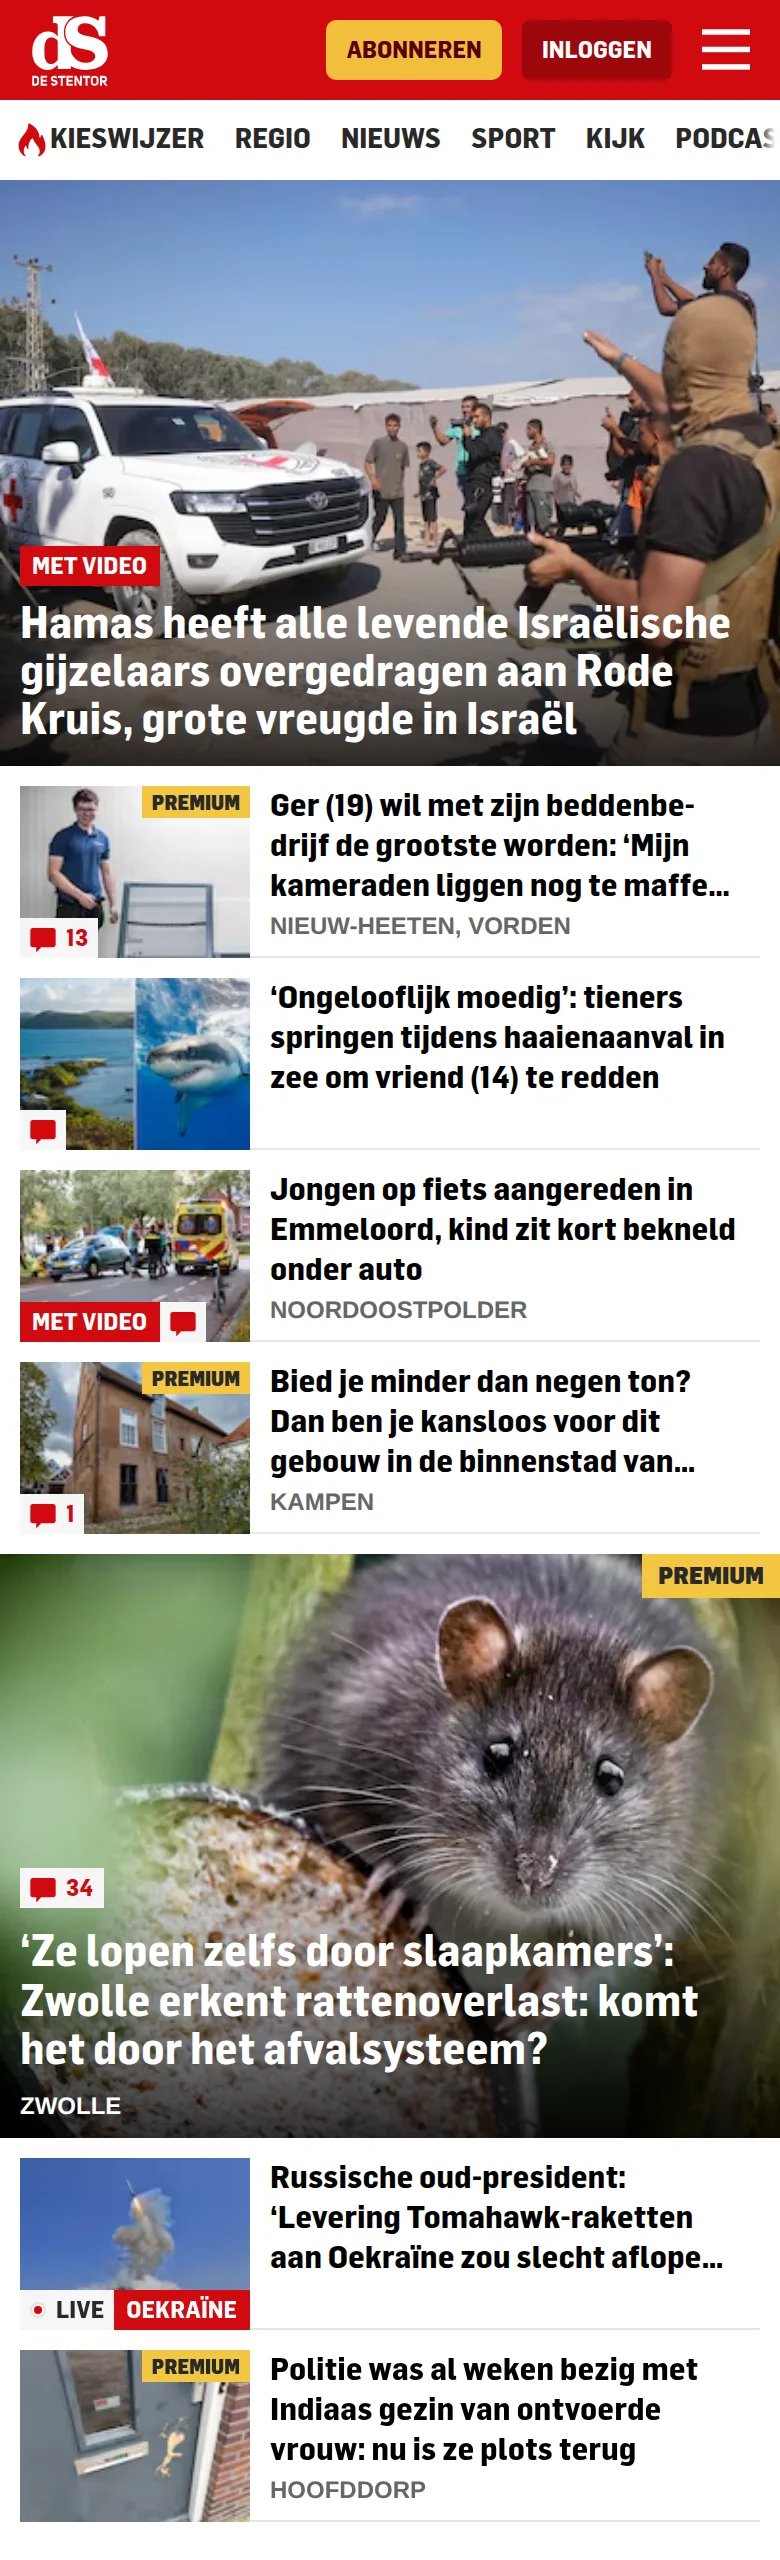 dS
DE STENTOR
ABONNEREN
INLOGGEN
KIESWIJZER REGIO NIEUWS SPORT KIJK PODCAS
MET VIDEO
Hamas heeft alle levende Israëlische
gijzelaars overgedragen aan Rode
Kruis, grote vreugde in Israël
PREMIUM
13
Ger (19) wil met zijn beddenbe-
drijf de grootste worden: ‘Mijn
kameraden liggen nog te maffe...
NIEUW-HEETEN, VORDEN
‘Ongelooflijk moedig’: tieners
springen tijdens haaienaanval in
zee om vriend (14) te redden
MET VIDEO
Jongen op fiets aangereden in
Emmeloord, kind zit kort bekneld
onder auto
NOORDOOSTPOLDER
PREMIUM
1
Bied je minder dan negen ton?
Dan ben je kansloos voor dit
gebouw in de binnenstad van...
KAMPEN
PREMIUM
34
‘Ze lopen zelfs door slaapkamers’:
Zwolle erkent rattenoverlast: komt
het door het afvalsysteem?
ZWOLLE
LIVE OEKRAÏNE
Russische oud-president:
‘Levering Tomahawk-raketten
aan Oekraïne zou slecht aflope...
PREMIUM
Politie was al weken bezig met
Indiaas gezin van ontvoerde
vrouw: nu is ze plots terug
HOOFDDORP